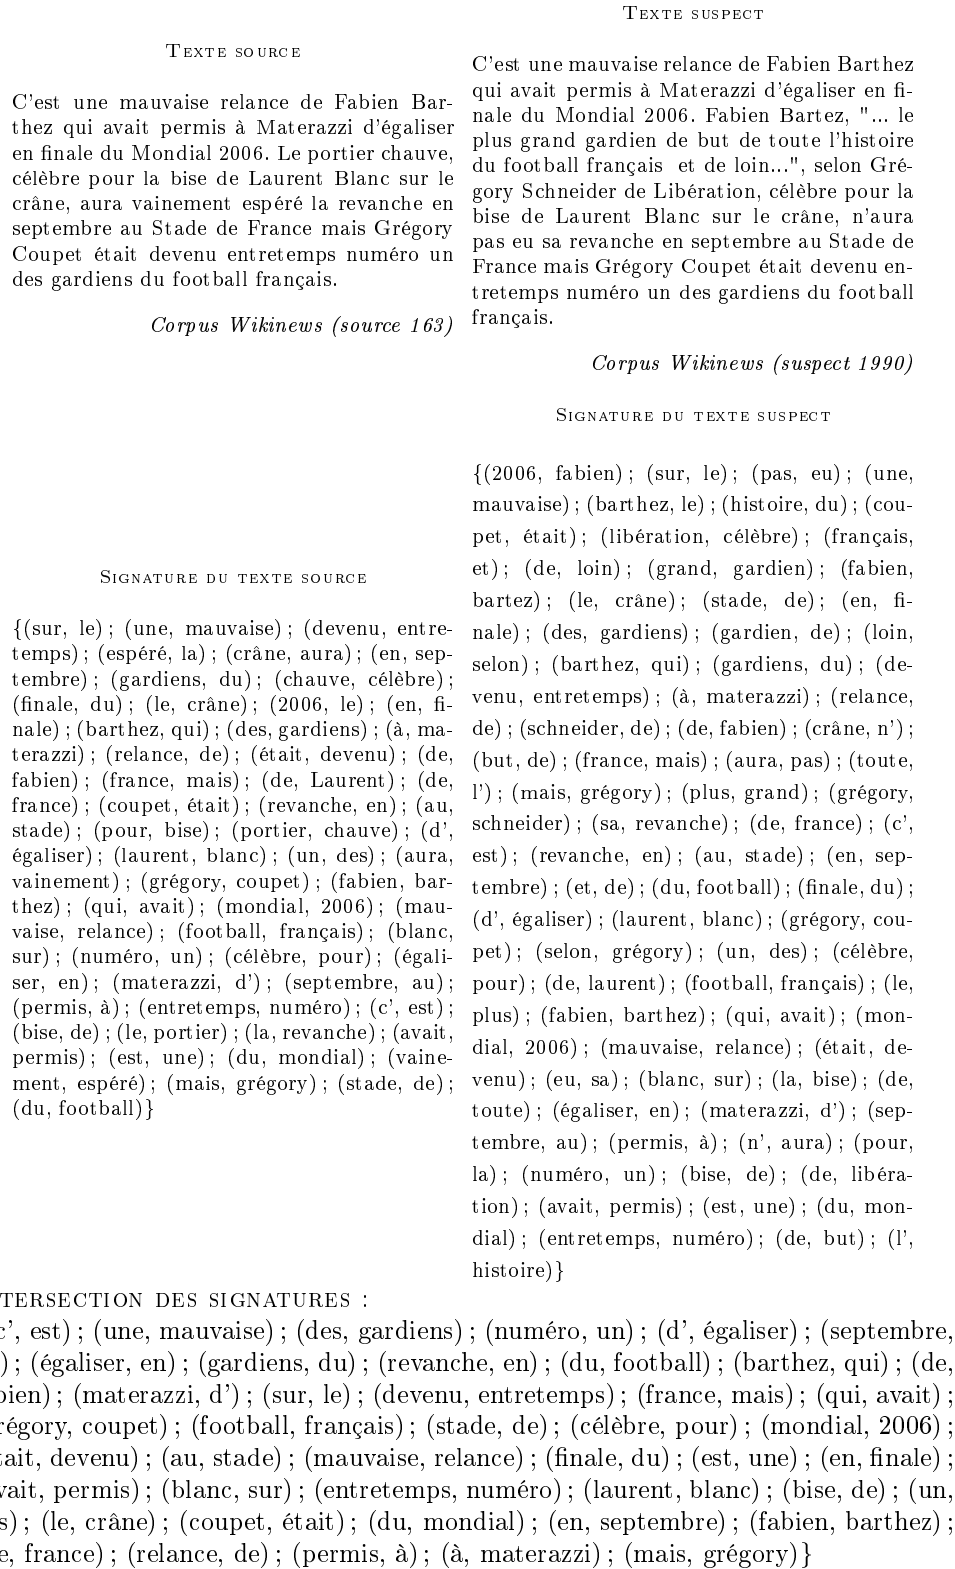 TEXTE SOURCE
C'est une mauvaise relance de Fabien Bar-
thez qui avait permis à Materazzi d'égaliser
en finale du Mondial 2006. Le portier chauve,
célèbre pour la bise de Laurent Blanc sur le
crâne, aura vainement espéré la revanche en
septembre au Stade de France mais Grégory
Coupet était devenu entretemps numéro un
des gardiens du football français.
Corpus Wikinews (source 163)
TEXTE SUSPECT
C'est une mauvaise relance de Fabien Barthez
qui avait permis à Materazzi d'égaliser en fi-
nale du Mondial 2006. Fabien Bartez, "... le
plus grand gardien de but de toute l'histoire
du football français et de loin...", selon Gré-
gory Schneider de Libération, célèbre pour la
bise de Laurent Blanc sur le crâne, n'aura
pas eu sa revanche en septembre au Stade de
France mais Grégory Coupet était devenu en-
tretemps numéro un des gardiens du football
français.
Corpus Wikinews (suspect 1990)
SIGNATURE DU TEXTE SOURCE
{(sur, le) ; (une, mauvaise) ; (devenu, entre-
temps) ; (espéré, la) ; (crâne, aura) ; (en, sep-
tembre) ; (gardiens, du) ; (chauve, célèbre) ;
(finale, du) ; (le, crâne) ; (2006, le) ; (en, fi-
nale) ; (barthez, qui) ; (des, gardiens) ; (à, ma-
terazzi) ; (relance, de) ; (était, devenu) ; (de,
fabien) ; (france, mais) ; (de, Laurent) ; (de,
france) ; (coupet, était) ; (revanche, en) ; (au,
stade) ; (pour, bise) ; (portier, chauve) ; (d',
égaliser) ; (laurent, blanc) ; (un, des) ; (aura,
vainement) ; (grégory, coupet) ; (fabien, bar-
thez) ; (qui, avait) ; (mondial, 2006) ; (mau-
vaise, relance) ; (football, français) ; (blanc,
sur) ; (numéro, un) ; (célèbre, pour) ; (égali-
ser, en) ; (materazzi, d') ; (septembre, au) ;
(permis, à) ; (entretemps, numéro) ; (c', est) ;
(bise, de) ; (le, portier) ; (la, revanche) ; (avait,
permis) ; (est, une) ; (du, mondial) ; (vaine-
ment, espéré) ; (mais, grégory) ; (stade, de) ;
(du, football)}
SIGNATURE DU TEXTE SUSPECT
{(2006, fabien) ; (sur, le) ; (pas, eu) ; (une,
mauvaise) ; (barthez, le) ; (histoire, du) ; (cou-
pet, était) ; (libération, célèbre) ; (français,
et) ; (de, loin) ; (grand, gardien) ; (fabien,
bartez) ; (le, crâne) ; (stade, de) ; (en, fi-
nale) ; (des, gardiens) ; (gardien, de) ; (loin,
selon) ; (barthez, qui) ; (gardiens, du) ; (de-
venu, entretemps) ; (à, materazzi) ; (relance,
de) ; (schneider, de) ; (de, fabien) ; (crâne, n') ;
(but, de) ; (france, mais) ; (aura, pas) ; (toute,
l') ; (mais, grégory) ; (plus, grand) ; (grégory,
schneider) ; (sa, revanche) ; (de, france) ; (c',
est) ; (revanche, en) ; (au, stade) ; (en, sep-
tembre) ; (et, de) ; (du, football) ; (finale, du) ;
(d', égaliser) ; (laurent, blanc) ; (grégory, cou-
pet) ; (selon, grégory) ; (un, des) ; (célèbre,
pour) ; (de, laurent) ; (football, français) ; (le,
plus) ; (fabien, barthez) ; (qui, avait) ; (mon-
dial, 2006) ; (mauvaise, relance) ; (était, de-
venu) ; (eu, sa) ; (blanc, sur) ; (la, bise) ; (de,
toute) ; (égaliser, en) ; (materazzi, d') ; (sep-
tembre, au) ; (permis, à) ; (n', aura) ; (pour,
la) ; (numéro, un) ; (bise, de) ; (de, libéra-
tion) ; (avait, permis) ; (est, une) ; (du, mon-
dial) ; (entretemps, numéro) ; (de, but) ; (l',
histoire)}
TERSECTION DES SIGNATURES :
c', est) ; (une, mauvaise) ; (des, gardiens) ; (numéro, un) ; (d', égaliser) ; (septembre,
) ; (égaliser, en) ; (gardiens, du) ; (revanche, en) ; (du, football) ; (barthez, qui) ; (de,
bien) ; (materazzi, d') ; (sur, le) ; (devenu, entretemps) ; (france, mais) ; (qui, avait) ;
régory, coupet) ; (football, français) ; (stade, de) ; (célèbre, pour) ; (mondial, 2006) ;
tait, devenu) ; (au, stade) ; (mauvaise, relance) ; (finale, du) ; (est, une) ; (en, finale) ;
vait, permis) ; (blanc, sur) ; (entretemps, numéro) ; (laurent, blanc) ; (bise, de) ; (un,
s) ; (le, crâne) ; (coupet, était) ; (du, mondial) ; (en, septembre) ; (fabien, barthez) ;
e, france) ; (relance, de) ; (permis, à) ; (à, materazzi) ; (mais, grégory)}